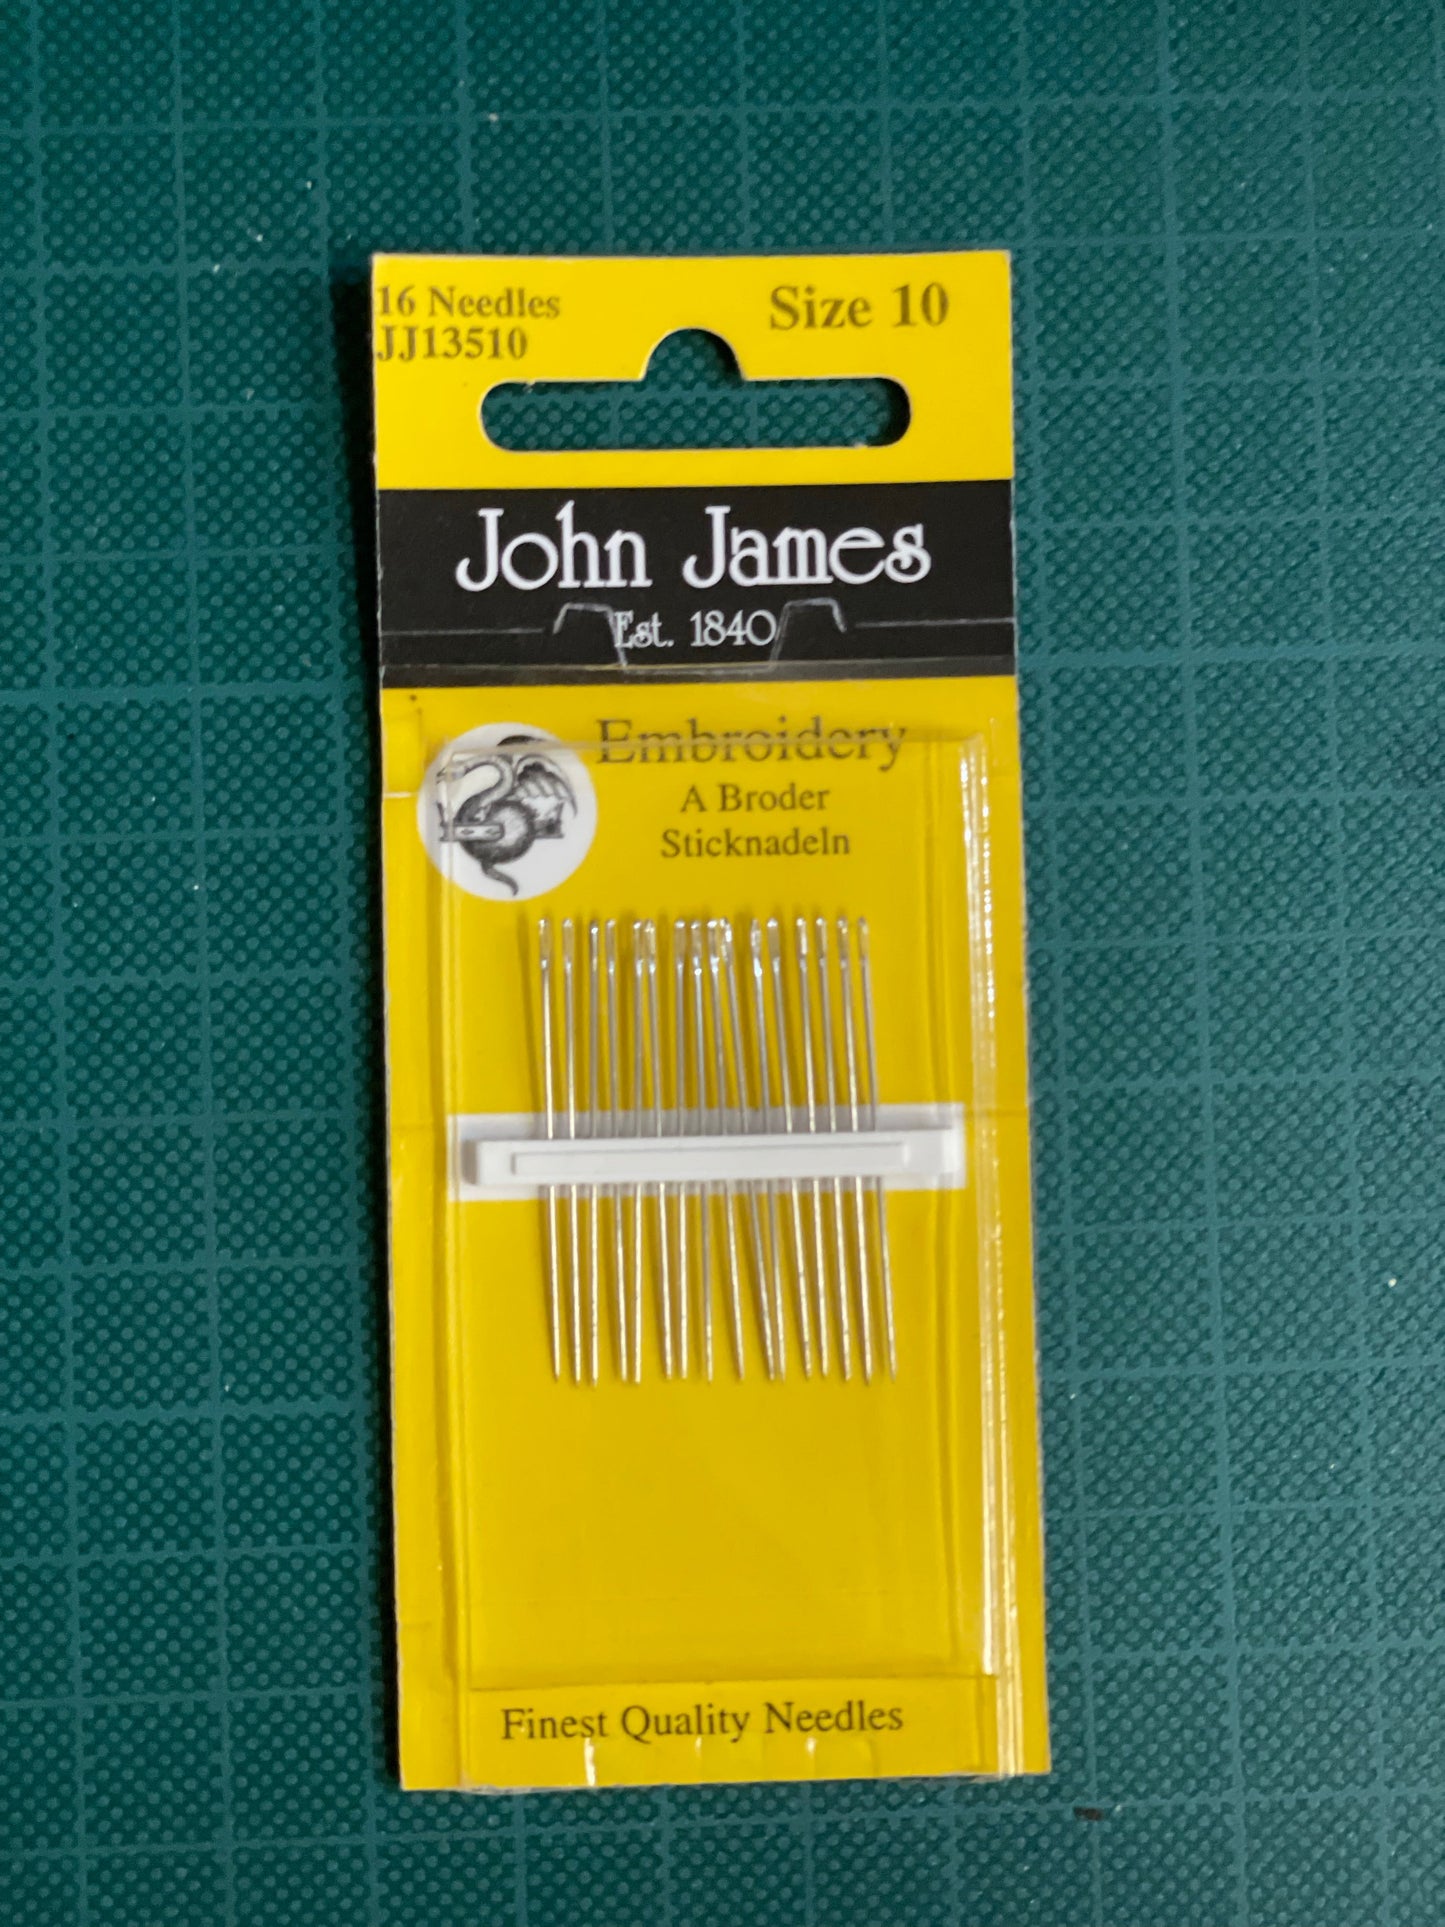 16 Needles
JJ13510
Size 10
John James
Est. 1840
Embroidery
A Broder
Sticknadeln
Finest Quality Needles